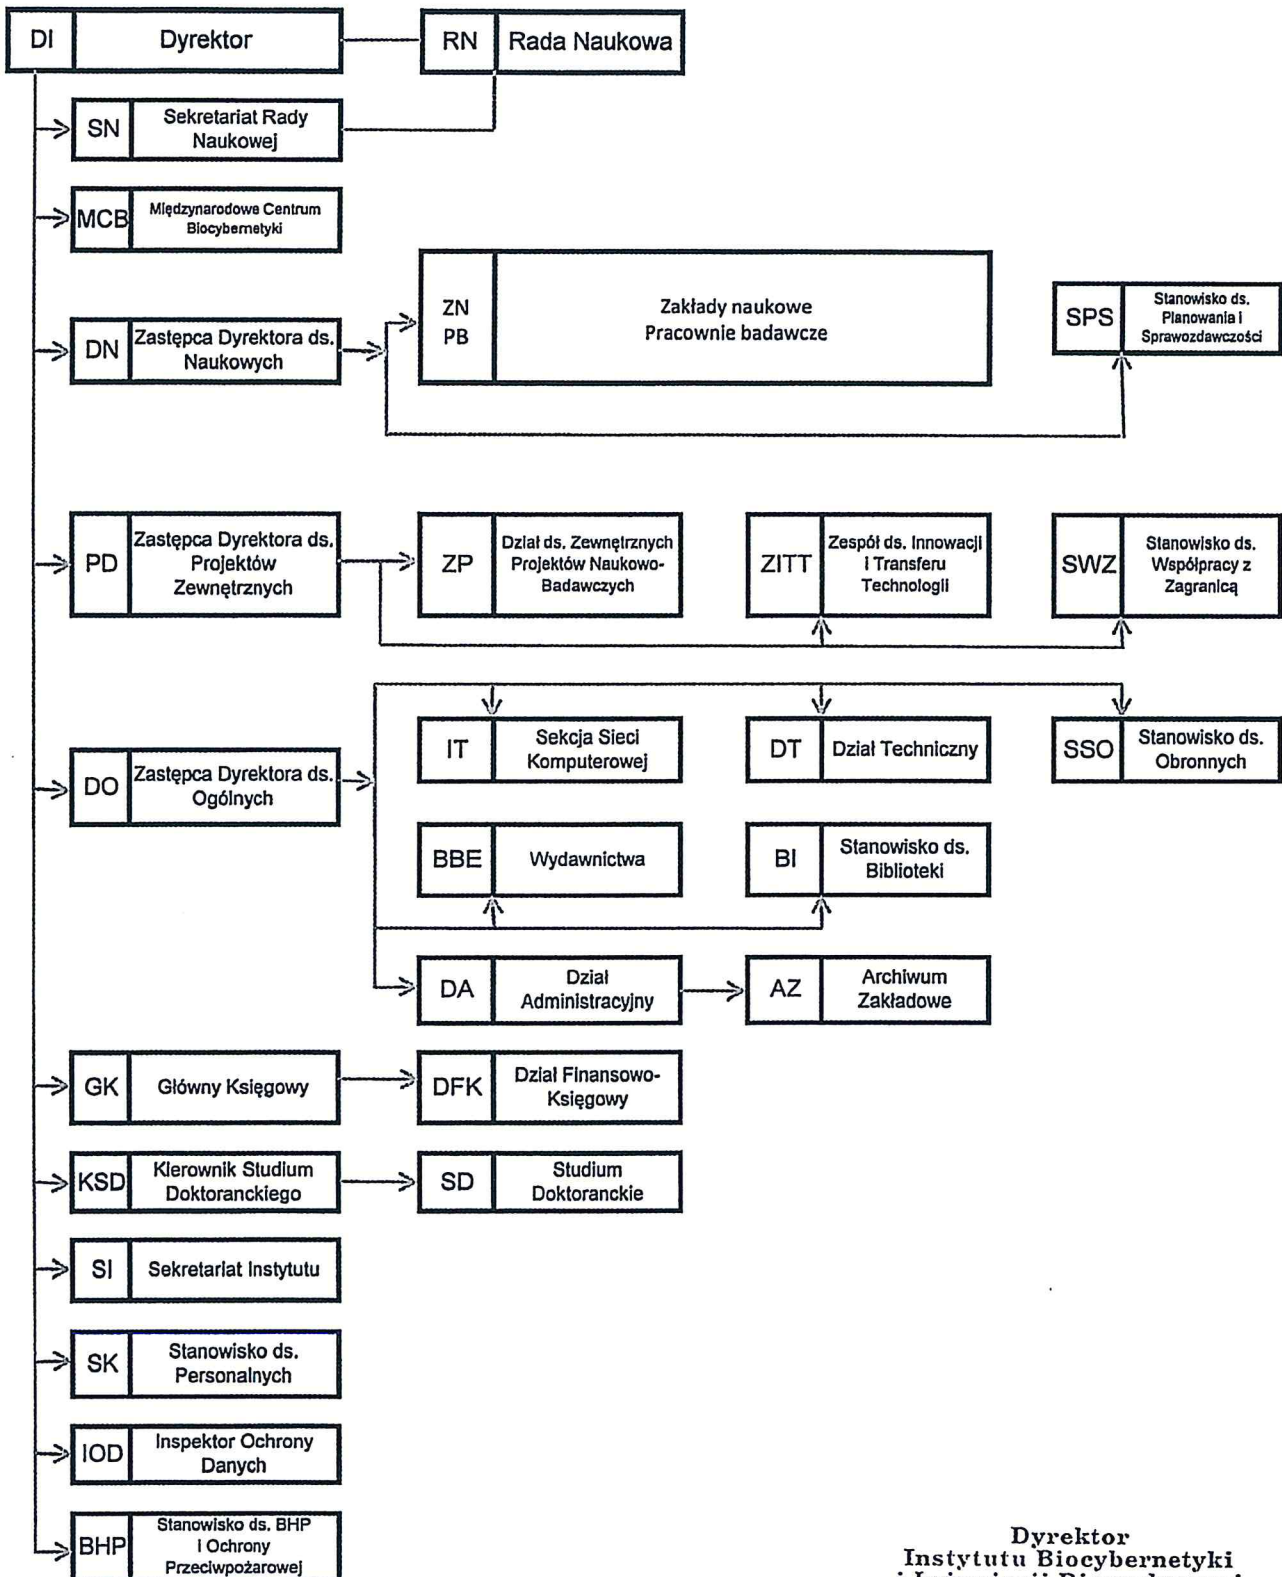 DI
Dyrektor
RN
Rada Naukowa
SN
Sekretariat Rady
Naukowej
MCB
Międzynarodowe Centrum
Biocybernetyki
DN
Zastępca Dyrektora ds.
Naukowych
ZN
PB
Zakłady naukowe
Pracownie badawcze
SPS
Stanowisko ds.
Planowania i
Sprawozdawczości
PD
Zastępca Dyrektora ds.
Projektów
Zewnętrznych
ZP
Dział ds. Zewnętrznych
Projektów Naukowo-
Badawczych
ZITT
Zespół ds. Innowacji
i Transferu
Technologii
SWZ
Stanowisko ds.
Współpracy z
Zagranicą
DO
Zastępca Dyrektora ds.
Ogólnych
IT
Sekcja Sieci
Komputerowej
DT
Dział Techniczny
SSO
Stanowisko ds.
Obronnych
BBE
Wydawnictwa
BI
Stanowisko ds.
Biblioteki
DA
Dział
Administracyjny
AZ
Archiwum
Zakładowe
GK
Główny Księgowy
DFK
Dział Finansowo-
Księgowy
KSD
Kierownik Studium
Doktoranckiego
SD
Studium
Doktoranckie
SI
Sekretariat Instytutu
SK
Stanowisko ds.
Personalnych
IOD
Inspektor Ochrony
Danych
BHP
Stanowisko ds. BHP
i Ochrony
Przeciwpożarowej
Dyrektor
Instytutu Biocybernetyki